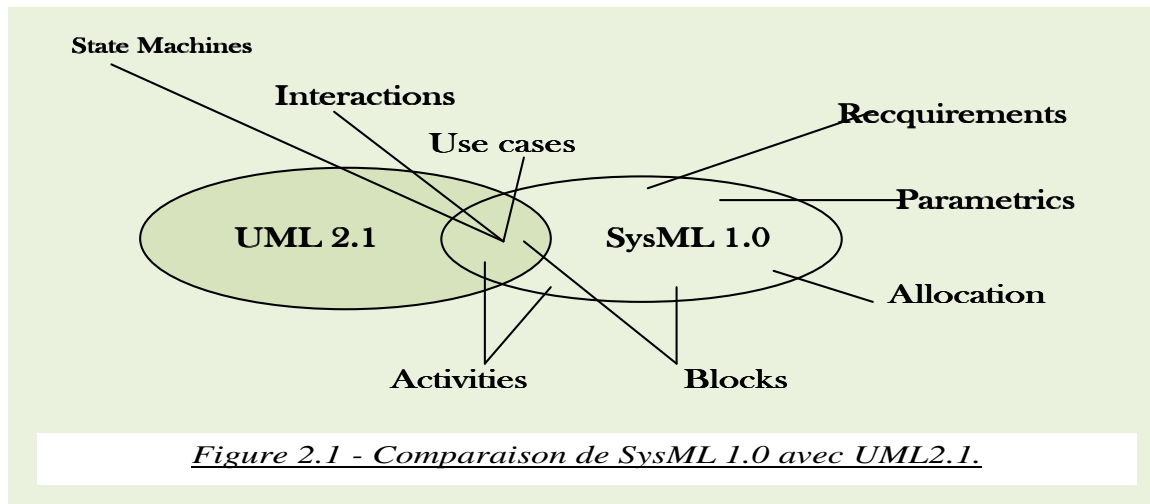 State Machines
Interactions
Recquirements
Use cases
Parametrics
UML 2.1
SysML 1.0
Allocation
Activities
Blocks
Figure 2.1 - Comparaison de SysML 1.0 avec UML2.1.